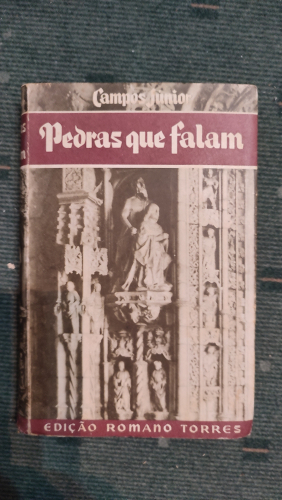 Campos Júnior
Pedras que falam
EDIÇÃO ROMANO TORRES